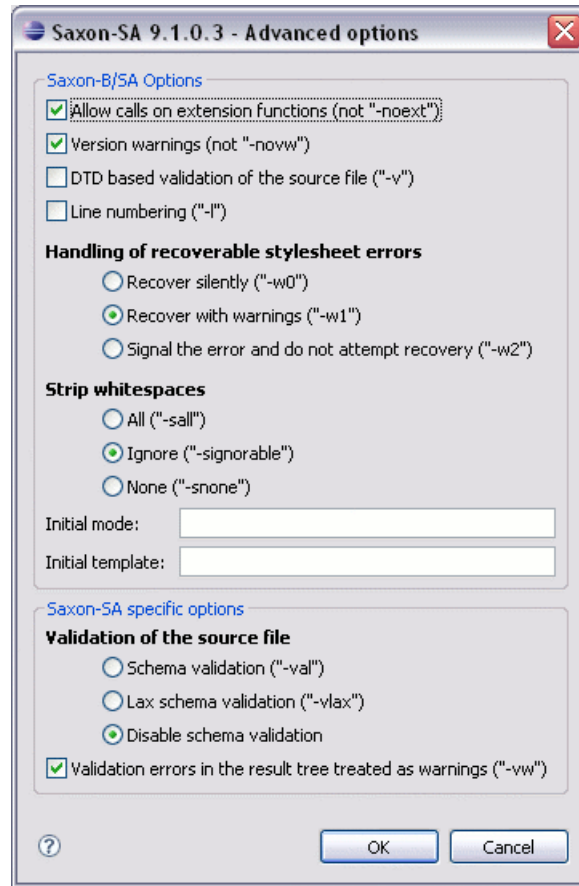 Saxon-SA 9.1.0.3 - Advanced options
Saxon-B/SA Options
Allow calls on extension functions (not "-noext")
Version warnings (not "-novw")
DTD based validation of the source file ("-v")
Line numbering ("-l")
Handling of recoverable stylesheet errors
Recover silently ("-w0")
Recover with warnings ("-w1")
Signal the error and do not attempt recovery ("-w2")
Strip whitespaces
All ("-sall")
Ignore ("-signorable")
None ("-snone")
Initial mode:
Initial template:
Saxon-SA specific options
Validation of the source file
Schema validation ("-val")
Lax schema validation ("-vlax")
Disable schema validation
Validation errors in the result tree treated as warnings ("-vw")
? OK Cancel